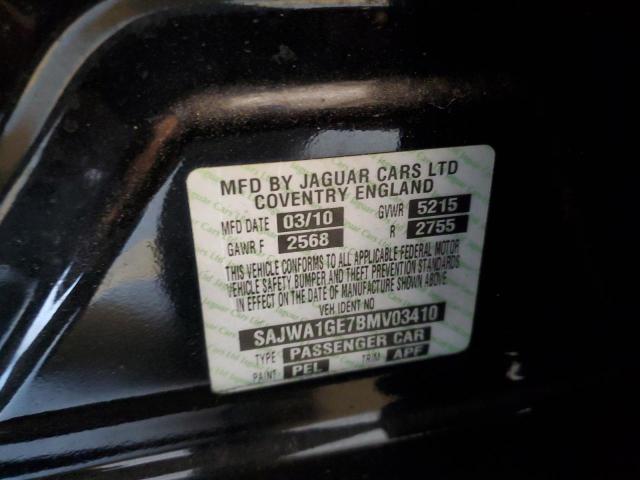 MFD BY JAGUAR CARS LTD
COVENTRY ENGLAND
MFD DATE 03/10 GVWR 5215
GAWR F 2568 R 2755
THIS VEHICLE CONFORMS TO ALL APPLICABLE FEDERAL MOTOR
VEHICLE SAFETY, BUMPER AND THEFT PREVENTION STANDARDS
IN EFFECT ON THE DATE OF MANUFACTURE SHOWN ABOVE
VEH. IDENT NO
SAJWA1GE7BMV03410
TYPE PASSENGER CAR
PAINT PEL TRIM APF